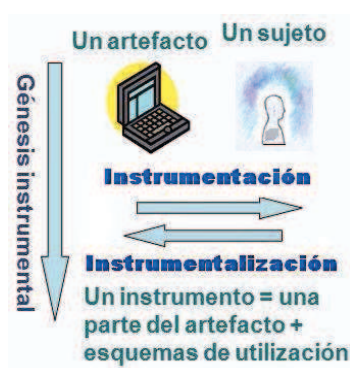 Un artefacto
Un sujeto
Génesis instrumental
Instrumentación
Instrumentalización
Un instrumento = una
parte del artefacto +
esquemas de utilización